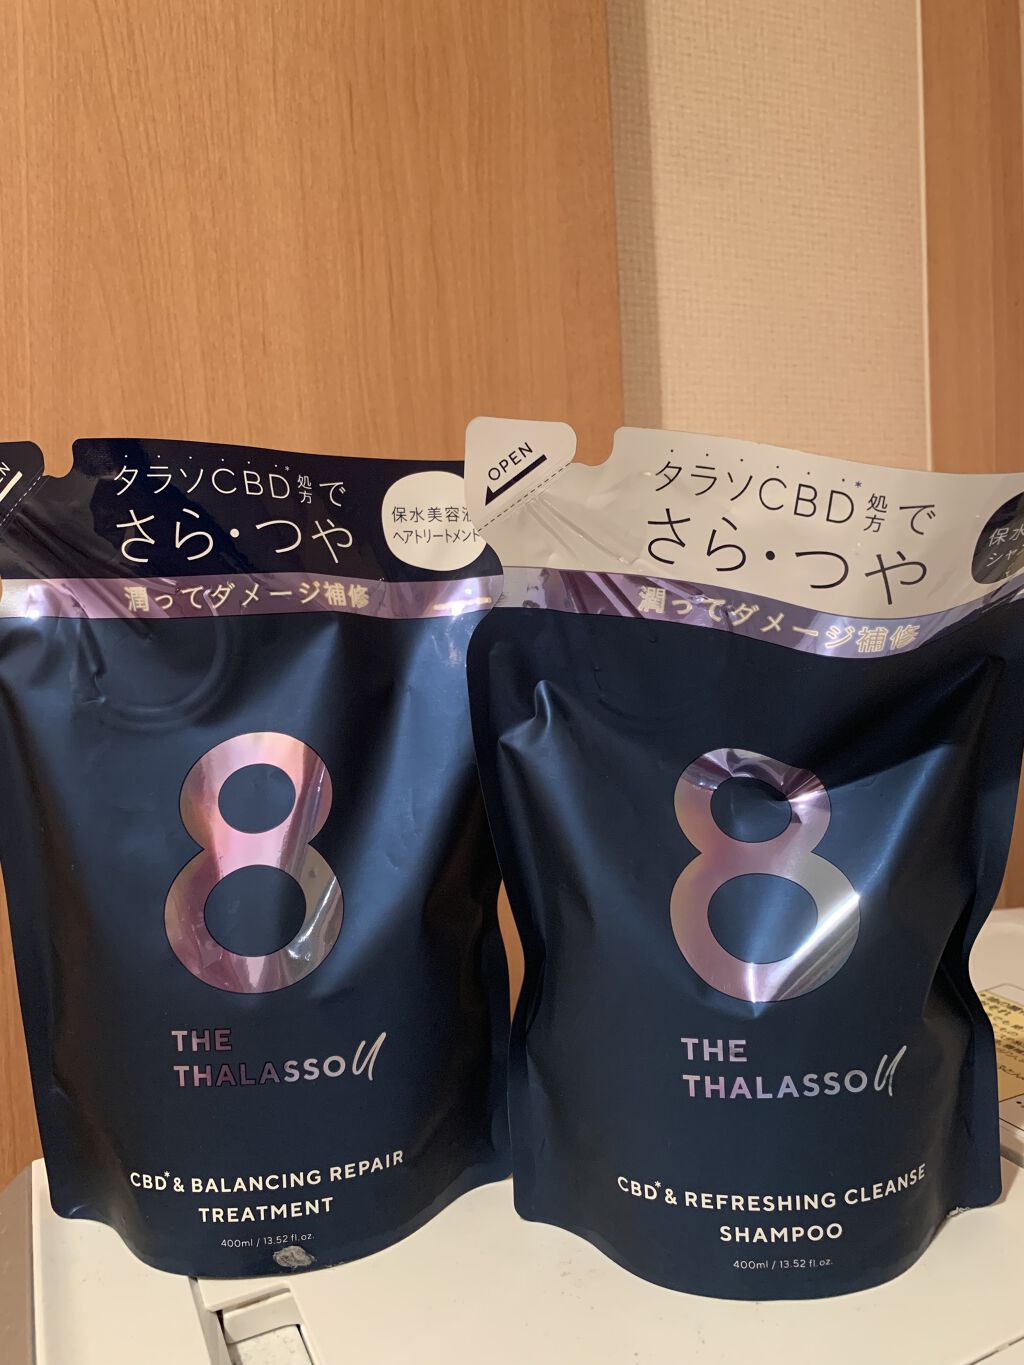 タラソCBD*処方で
さら・つや
保水美容液
ヘアトリートメント
潤ってダメージ補修
8
THE
THALASSO U
CBD* & BALANCING REPAIR
TREATMENT
400ml / 13.52 fl.oz.
OPEN
タラソCBD*処方で
さら・つや
保水
潤ってダメージ補修
8
THE
THALASSO U
CBD* & REFRESHING CLEANSE
SHAMPOO
400ml / 13.52 fl.oz.